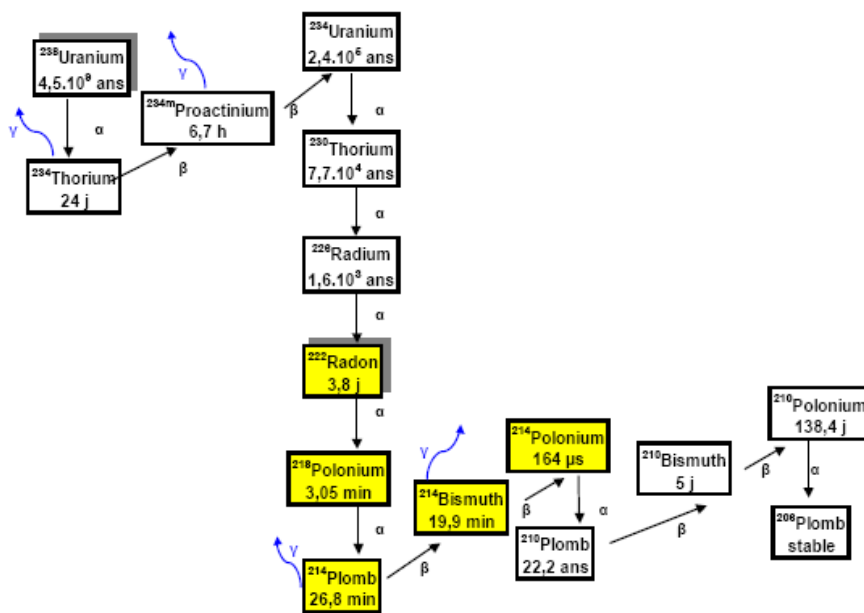 ²³⁸Uranium
4,5.10⁹ ans
α
γ
²³⁴Thorium
24 j
β
γ
²³⁴ᵐProactinium
6,7 h
β
²³⁴Uranium
2,4.10⁵ ans
α
²³⁰Thorium
7,7.10⁴ ans
α
²²⁶Radium
1,6.10³ ans
α
²²²Radon
3,8 j
α
²¹⁸Polonium
3,05 min
α
γ
²¹⁴Plomb
26,8 min
β
γ
²¹⁴Bismuth
19,9 min
β
²¹⁴Polonium
164 µs
α
²¹⁰Plomb
22,2 ans
β
²¹⁰Bismuth
5 j
β
²¹⁰Polonium
138,4 j
α
²⁰⁶Plomb
stable